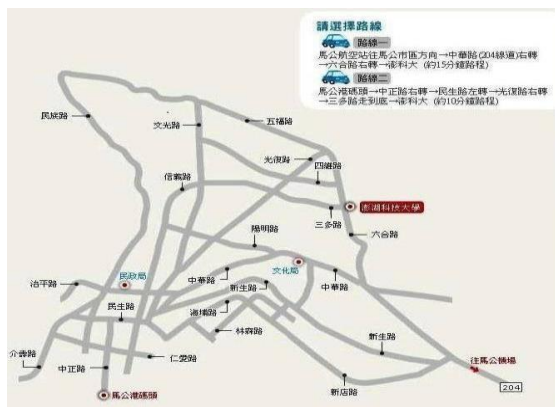 請選擇路線
路線一
馬公航空站往馬公市區方向→中華路(204線道)右轉
→六合路右轉→澎科大 (約15分鐘路程)
路線二
馬公港碼頭→中正路右轉→民生路左轉→光復路右轉
→三多路走到底→澎科大 (約10分鐘路程)
民族路
文光路
五福路
光復路
四維路
信義路
澎湖科技大學
三多路
六合路
陽明路
民政局
文化局
治平路
中華路
新生路
中華路
民生路
海埔路
林森路
新生路
介壽路
仁愛路
中正路
往馬公機場
新店路
204
馬公港碼頭